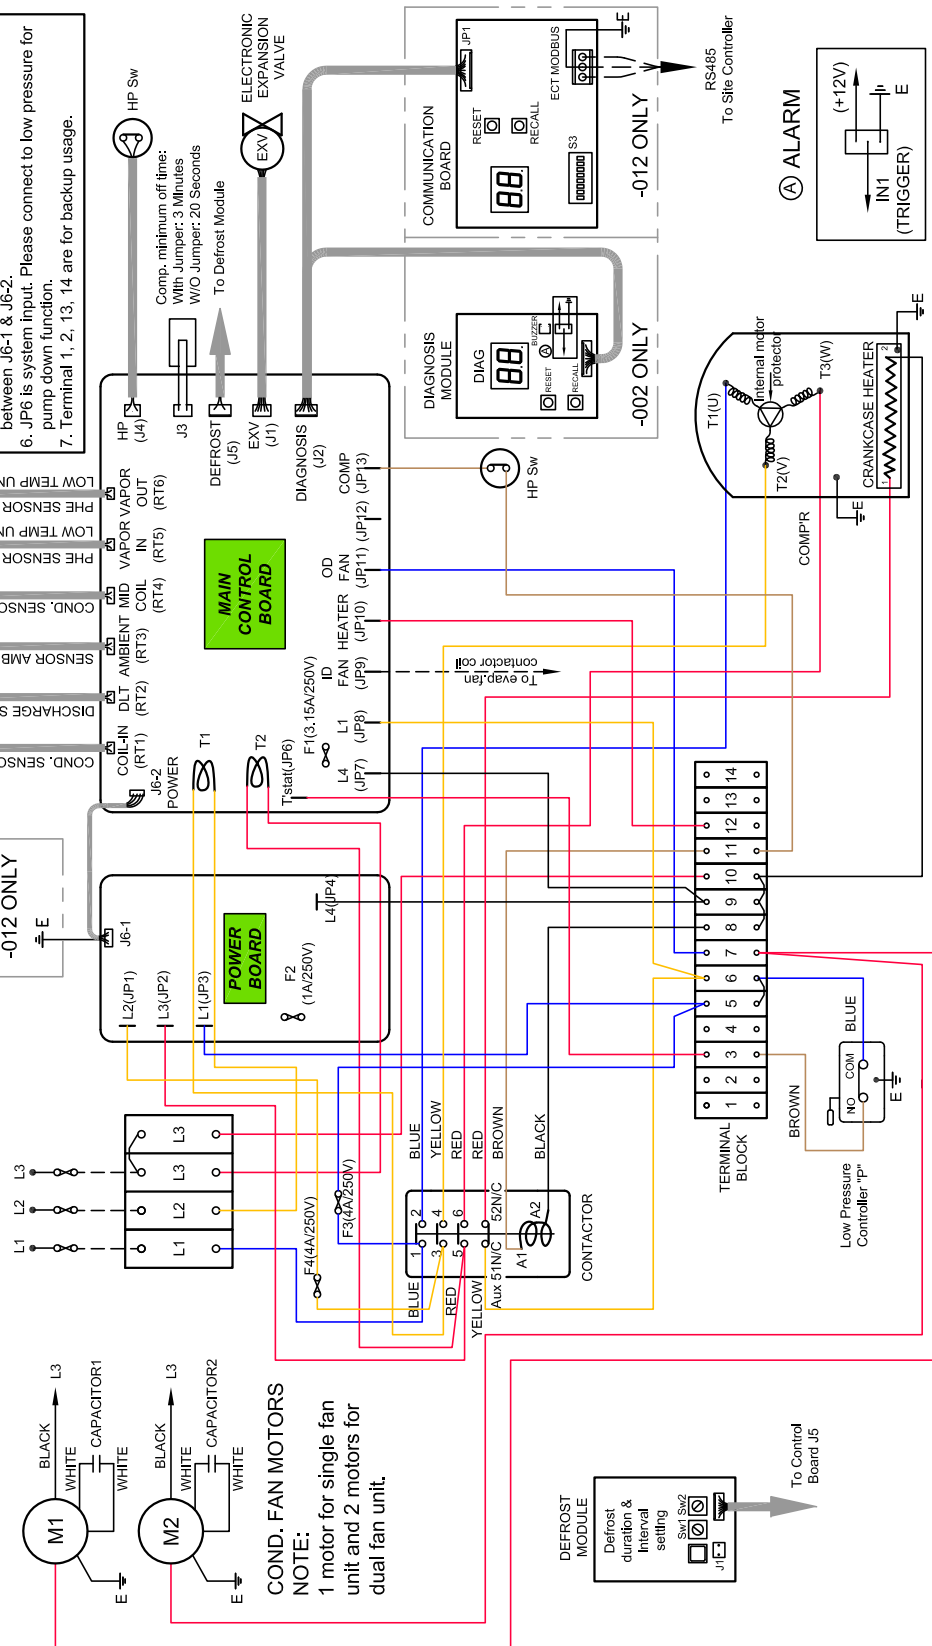 between J6-1 & J6-2.
6. JP6 is system input. Please connect to low pressure for
pump down function.
7. Terminal 1, 2, 13, 14 are for backup usage.
HP Sw
Comp. minimum off time:
With Jumper: 3 Minutes
W/O Jumper: 20 Seconds
To Defrost Module
ELECTRONIC
EXPANSION
VALVE
EXV
HP
(J4)
J3
DEFROST
(J5)
EXV
(J1)
DIAGNOSIS
(J2)
LOW TEMP UN
PHE SENSOR
LOW TEMP UN
PHE SENSOR
COND. SENSO
SENSOR AMB
DISCHARGE S
COND. SENSO
VAPOR
OUT
(RT6)
VAPOR
IN
(RT5)
MID
COIL
(RT4)
AMBIENT
(RT3)
DLT
(RT2)
COIL-IN
(RT1)
MAIN
CONTROL
BOARD
J6-2
POWER
T1
T2
T'stat(JP6)
F1(3.15A/250V)
L4
(JP7)
L1
(JP8)
ID
FAN
(JP9)
HEATER
(JP10)
OD
FAN
(JP11)
(JP12)
COMP
(JP13)
To evap.fan
contactor coil
COMMUNICATION
BOARD
RESET
RECALL
88
S3
JP1
ECT MODBUS
E
-012 ONLY
RS485
To Site Controller
DIAGNOSIS
MODULE
DIAG
88
RESET
RECALL
A
BUZZER
-002 ONLY
A ALARM
(+12V)
E
IN1
(TRIGGER)
HP Sw
T1(U)
Internal motor
protector
T3(W)
T2(V)
COMP'R
E
CRANKCASE HEATER
1
2
E
-012 ONLY
E
J6-1
L2(JP1)
L3(JP2)
L1(JP3)
POWER
BOARD
F2
(1A/250V)
L4(JP4)
L3
L2
L1
L3
L3
L2
L1
F4(4A/250V)
F3(4A/250V)
BLUE
YELLOW
RED
RED
BROWN
BLACK
2
4
6
52N/C
A2
1
3
5
Aux 51N/C
A1
BLUE
RED
YELLOW
CONTACTOR
14
13
12
11
10
9
8
7
6
5
4
3
2
1
TERMINAL
BLOCK
BLUE
BROWN
NO
COM
E
Low Pressure
Controller "P"
M1
BLACK
L3
WHITE
CAPACITOR1
WHITE
E
M2
BLACK
L3
WHITE
CAPACITOR2
WHITE
E
COND. FAN MOTORS
NOTE:
1 motor for single fan
unit and 2 motors for
dual fan unit.
DEFROST
MODULE
Defrost
duration &
Interval
setting
Sw1 Sw2
J1
To Control
Board J5